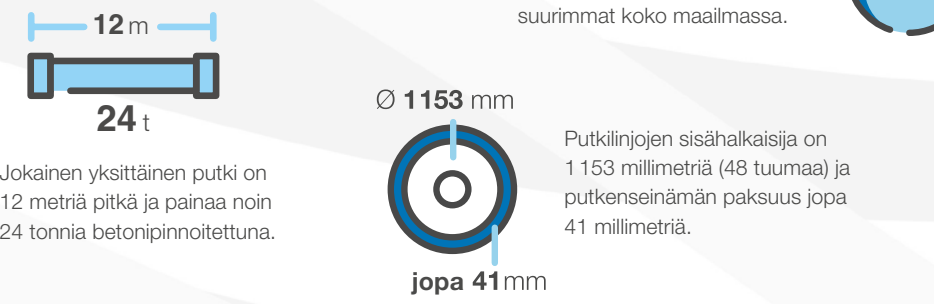 suurimmat koko maailmassa.
12 m
24 t
Jokainen yksittäinen putki on
12 metriä pitkä ja painaa noin
24 tonnia betonipinnoitettuna.
Ø 1153 mm
jopa 41 mm
Putkilinjojen sisähalkaisija on
1 153 millimetriä (48 tuumaa) ja
putkenseinämän paksuus jopa
41 millimetriä.